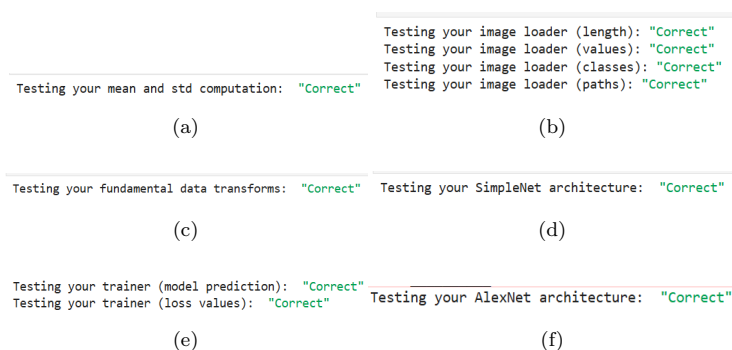 Testing your mean and std computation: "Correct"
(a)
Testing your image loader (length): "Correct"
Testing your image loader (values): "Correct"
Testing your image loader (classes): "Correct"
Testing your image loader (paths): "Correct"
(b)
Testing your fundamental data transforms: "Correct"
(c)
Testing your SimpleNet architecture: "Correct"
(d)
Testing your trainer (model prediction): "Correct"
Testing your trainer (loss values): "Correct"
(e)
Testing your AlexNet architecture: "Correct"
(f)